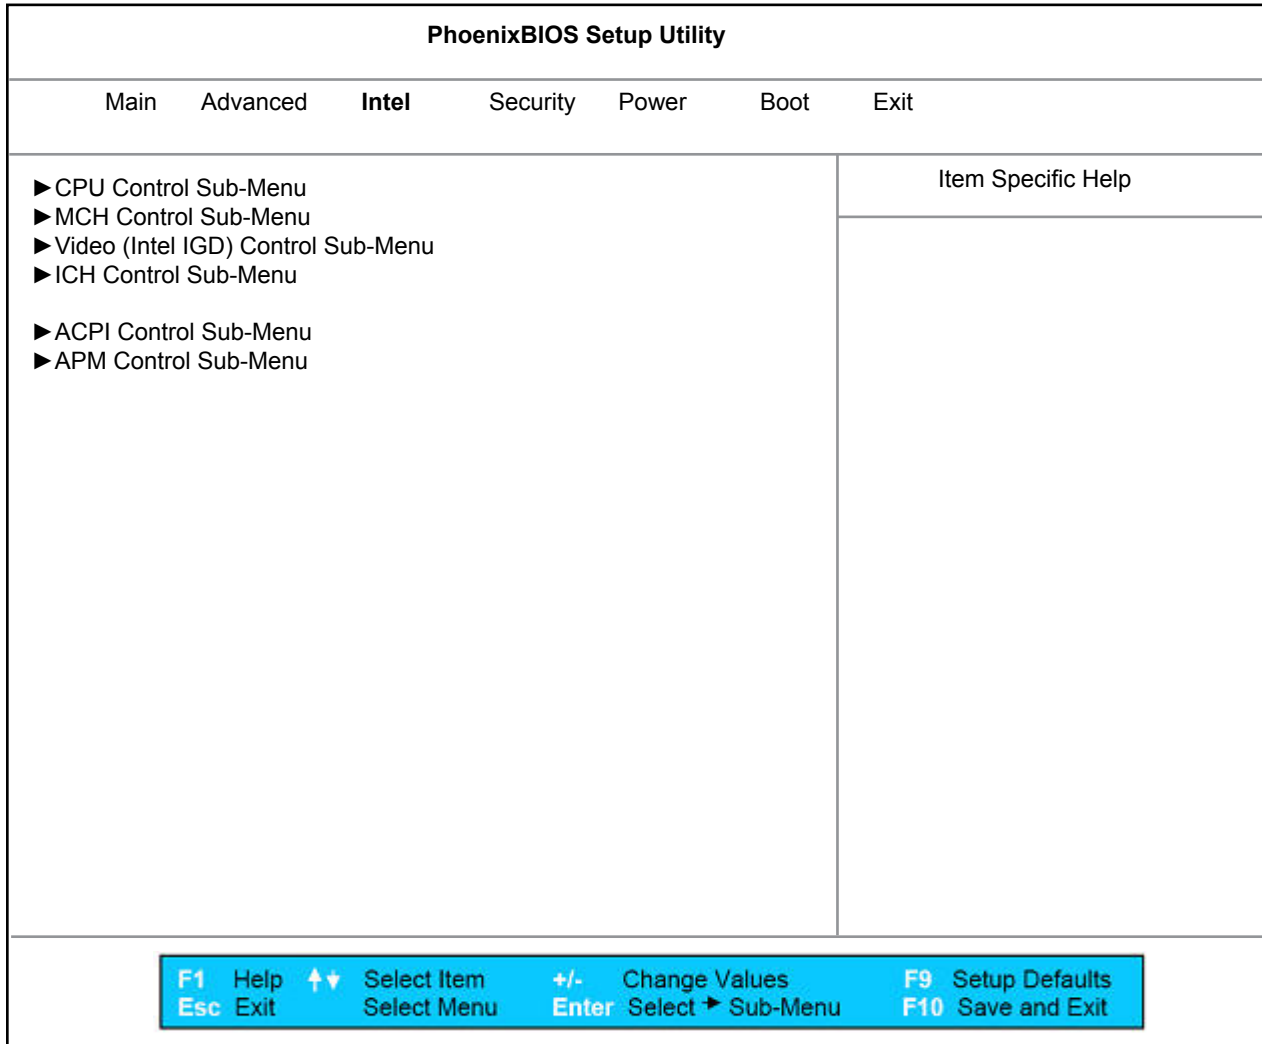 PhoenixBIOS Setup Utility
Main Advanced Intel Security Power Boot Exit
►CPU Control Sub-Menu
►MCH Control Sub-Menu
►Video (Intel IGD) Control Sub-Menu
►ICH Control Sub-Menu
►ACPI Control Sub-Menu
►APM Control Sub-Menu
Item Specific Help
F1 Help Select Item +/- Change Values F9 Setup Defaults
Esc Exit Select Menu Enter Select Sub-Menu F10 Save and Exit